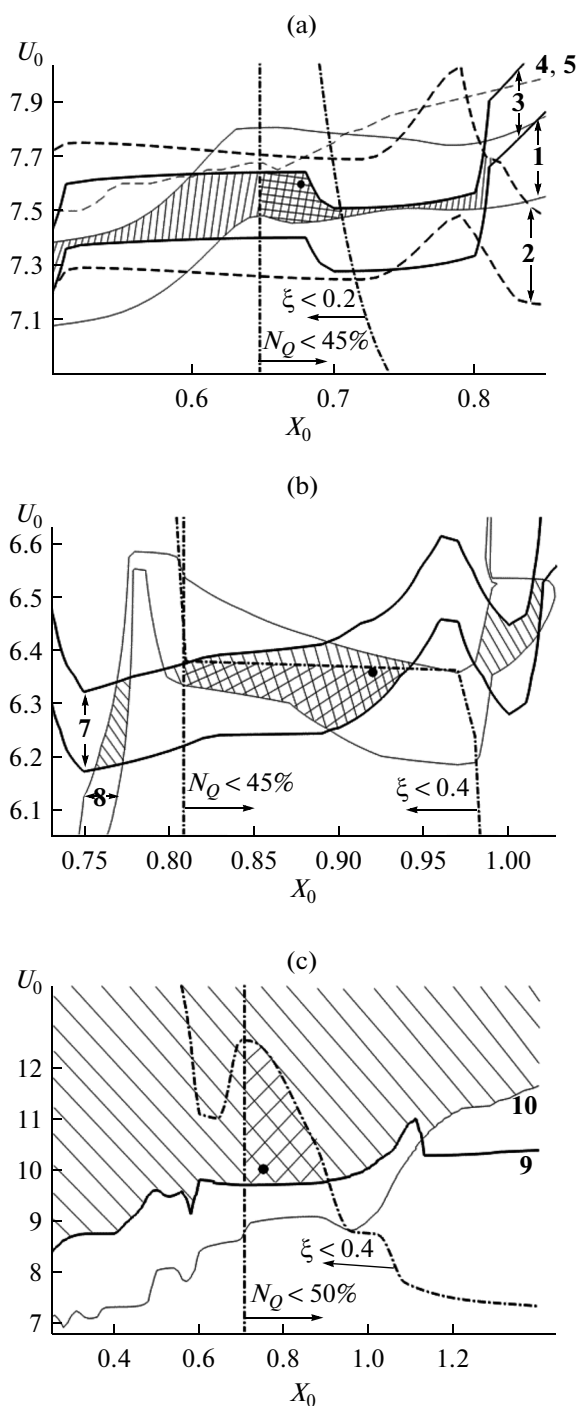 (a)
U₀
4, 5
7.9
3
7.7
1
7.5
7.3
2
ξ < 0.2
7.1
N_Q < 45%
0.6 0.7 0.8
X₀
(b)
U₀
6.6
6.5
6.4
6.3
7
6.2
N_Q < 45%
ξ < 0.4
8
6.1
0.75 0.80 0.85 0.90 0.95 1.00
X₀
(c)
U₀
12
10
11
10
9
9
8
ξ < 0.4
N_Q < 50%
7
0.4 0.6 0.8 1.0 1.2
X₀